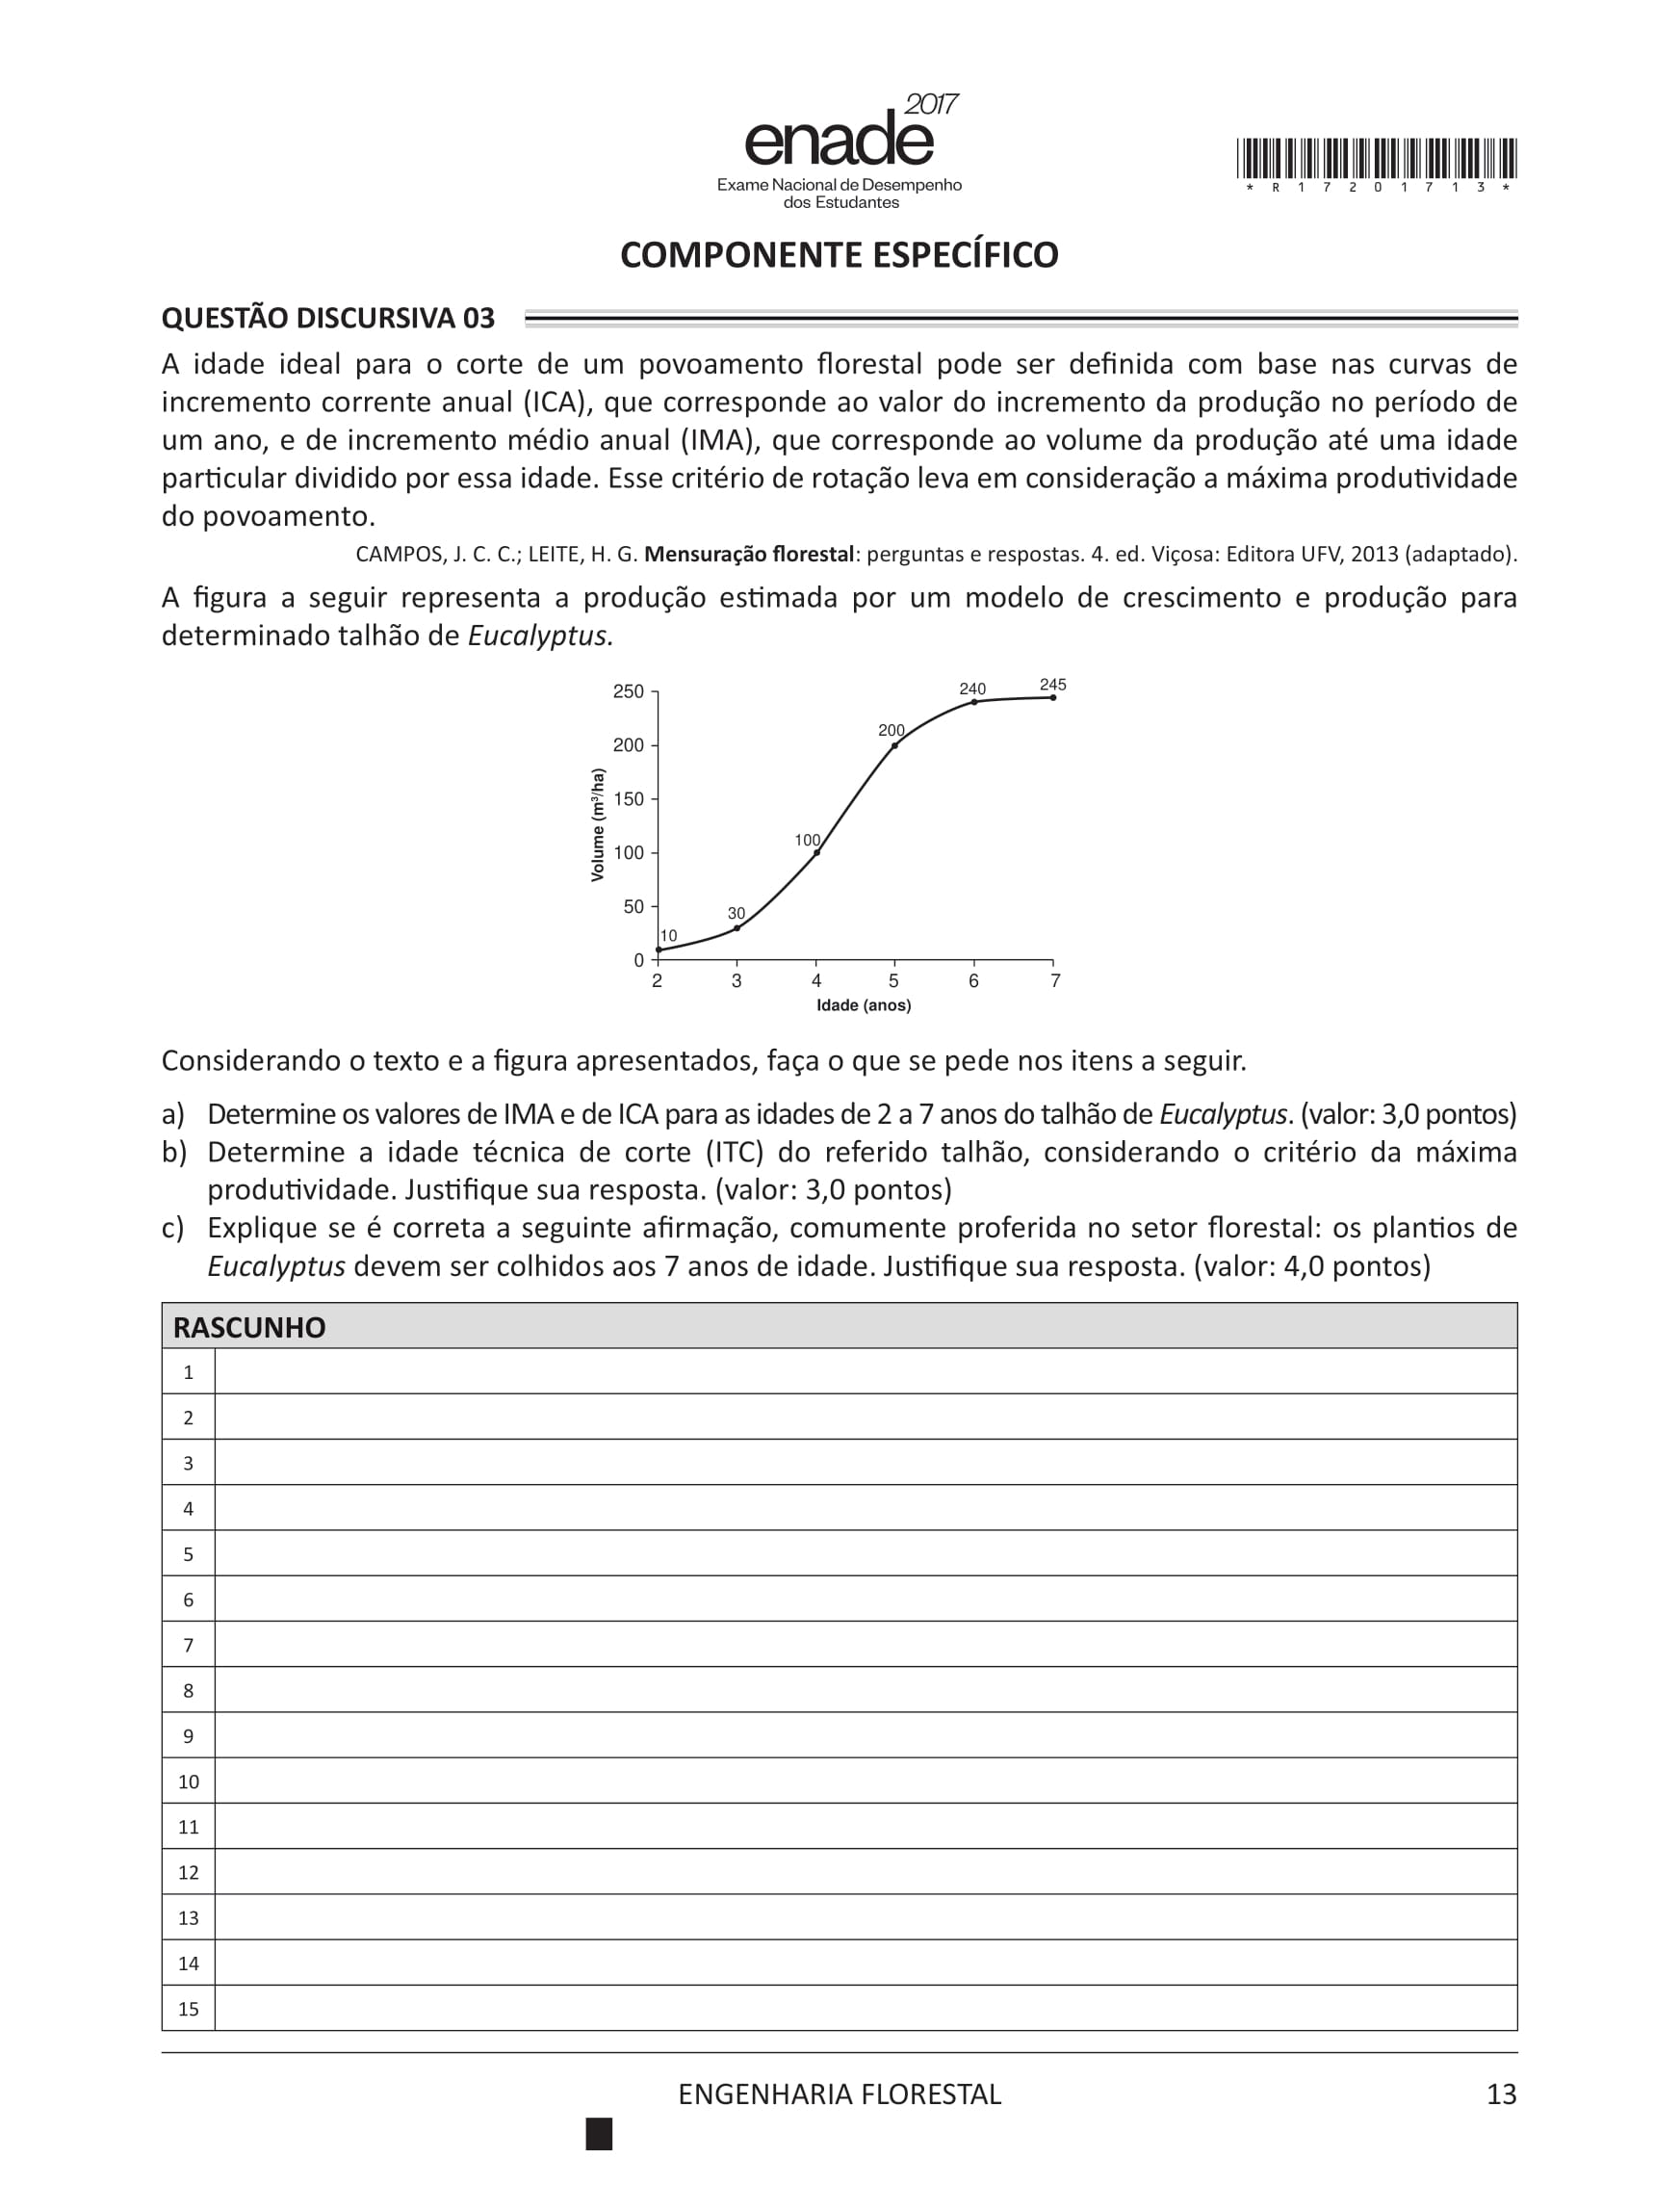 2017
enade
Exame Nacional de Desempenho
dos Estudantes
* R 1 7 2 0 1 7 1 3 *
COMPONENTE ESPECÍFICO
QUESTÃO DISCURSIVA 03
A idade ideal para o corte de um povoamento florestal pode ser definida com base nas curvas de
incremento corrente anual (ICA), que corresponde ao valor do incremento da produção no período de
um ano, e de incremento médio anual (IMA), que corresponde ao volume da produção até uma idade
particular dividido por essa idade. Esse critério de rotação leva em consideração a máxima produtividade
do povoamento.
CAMPOS, J. C. C.; LEITE, H. G. Mensuração florestal: perguntas e respostas. 4. ed. Viçosa: Editora UFV, 2013 (adaptado).
A figura a seguir representa a produção estimada por um modelo de crescimento e produção para
determinado talhão de Eucalyptus.
250
200
150
100
50
0
Volume (m³/ha)
10
30
100
200
240
245
2 3 4 5 6 7
Idade (anos)
Considerando o texto e a figura apresentados, faça o que se pede nos itens a seguir.
a) Determine os valores de IMA e de ICA para as idades de 2 a 7 anos do talhão de Eucalyptus. (valor: 3,0 pontos)
b) Determine a idade técnica de corte (ITC) do referido talhão, considerando o critério da máxima
produtividade. Justifique sua resposta. (valor: 3,0 pontos)
c) Explique se é correta a seguinte afirmação, comumente proferida no setor florestal: os plantios de
Eucalyptus devem ser colhidos aos 7 anos de idade. Justifique sua resposta. (valor: 4,0 pontos)
RASCUNHO
1
2
3
4
5
6
7
8
9
10
11
12
13
14
15
ENGENHARIA FLORESTAL
13